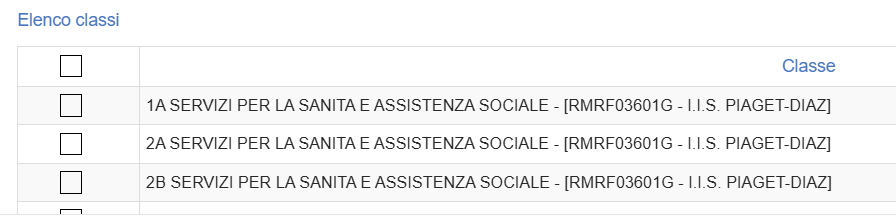 Elenco classi
Classe
1A SERVIZI PER LA SANITA E ASSISTENZA SOCIALE - [RMRF03601G - I.I.S. PIAGET-DIAZ]
2A SERVIZI PER LA SANITA E ASSISTENZA SOCIALE - [RMRF03601G - I.I.S. PIAGET-DIAZ]
2B SERVIZI PER LA SANITA E ASSISTENZA SOCIALE - [RMRF03601G - I.I.S. PIAGET-DIAZ]